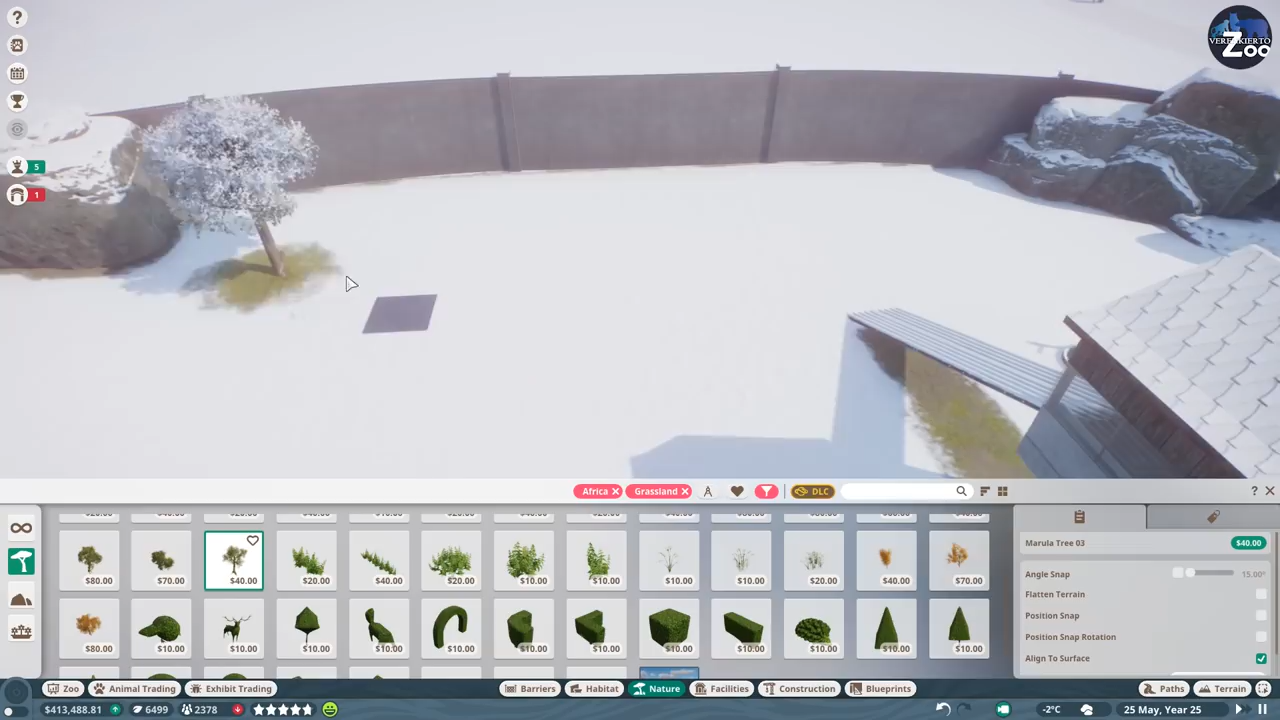 ?
VERENKIERTO
Zoo
5
1
Africa ✕ Grassland ✕ DLC ? ✕
$80.00 $70.00 $40.00 $20.00 $40.00 $20.00 $10.00 $10.00 $10.00 $10.00 $20.00 $40.00 $70.00
$80.00 $10.00 $10.00 $10.00 $10.00 $10.00 $10.00 $10.00 $10.00 $10.00 $10.00 $10.00 $10.00
Marula Tree 03 $40.00
Angle Snap 15.00°
Flatten Terrain
Position Snap
Position Snap Rotation
Align To Surface
Zoo Animal Trading Exhibit Trading Barriers Habitat Nature Facilities Construction Blueprints Paths Terrain
$413,488.81 6499 2378 -2°C 25 May, Year 25